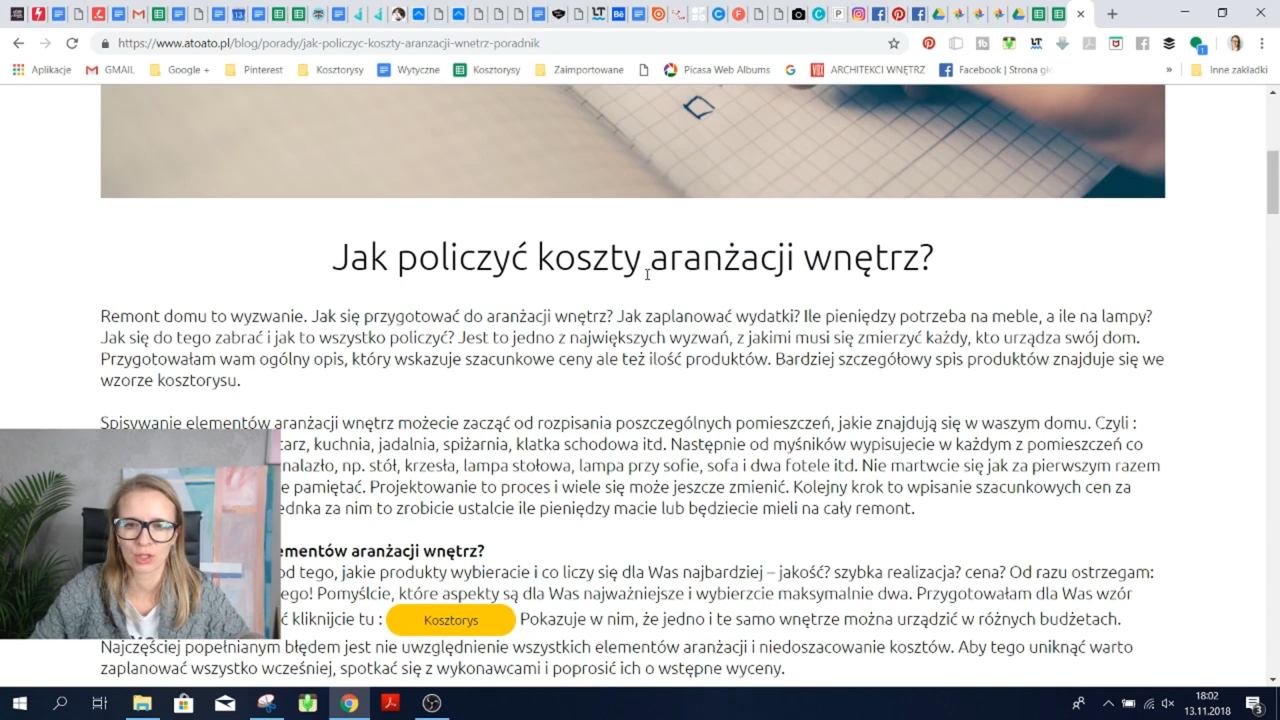 https://www.atoato.pl/blog/porady/jak-policzyc-koszty-aranzacji-wnetrz-poradnik
Aplikacje GMAIL Google + Pinterest Kosztorysy Wytyczne Kosztorysy Zaimportowane Picasa Web Albums ARCHITEKCI WNĘTRZ Facebook | Strona gł » Inne zakładki
Jak policzyć koszty aranżacji wnętrz?
Remont domu to wyzwanie. Jak się przygotować do aranżacji wnętrz? Jak zaplanować wydatki? Ile pieniędzy potrzeba na meble, a ile na lampy?
Jak się do tego zabrać i jak to wszystko policzyć? Jest to jedno z największych wyzwań, z jakimi musi się zmierzyć każdy, kto urządza swój dom.
Przygotowałam wam ogólny opis, który wskazuje szacunkowe ceny ale też ilość produktów. Bardziej szczegółowy spis produktów znajduje się we
wzorze kosztorysu.
Spisywanie elementów aranżacji wnętrz możecie zacząć od rozpisania poszczególnych pomieszczeń, jakie znajdują się w waszym domu. Czyli :
tarz, kuchnia, jadalnia, spiżarnia, klatka schodowa itd. Następnie od myśników wypisujecie w każdym z pomieszczeń co
nalazło, np. stół, krzesła, lampa stołowa, lampa przy sofie, sofa i dwa fotele itd. Nie martwcie się jak za pierwszym razem
e pamiętać. Projektowanie to proces i wiele się może jeszcze zmienić. Kolejny krok to wpisanie szacunkowych cen za
ednka za nim to zrobicie ustalcie ile pieniędzy macie lub będziecie mieli na cały remont.
ementów aranżacji wnętrz?
od tego, jakie produkty wybieracie i co liczy się dla Was najbardziej – jakość? szybka realizacja? cena? Od razu ostrzegam:
ego! Pomyślcie, które aspekty są dla Was najważniejsze i wybierzcie maksymalnie dwa. Przygotowałam dla Was wzór
ć kliknijcie tu : Kosztorys Pokazuje w nim, że jedno i te samo wnętrze można urządzić w różnych budżetach.
Najczęściej popełnianym błędem jest nie uwzględnienie wszystkich elementów aranżacji i niedoszacowanie kosztów. Aby tego uniknąć warto
zaplanować wszystko wcześniej, spotkać się z wykonawcami i poprosić ich o wstępne wyceny.
18:02
13.11.2018